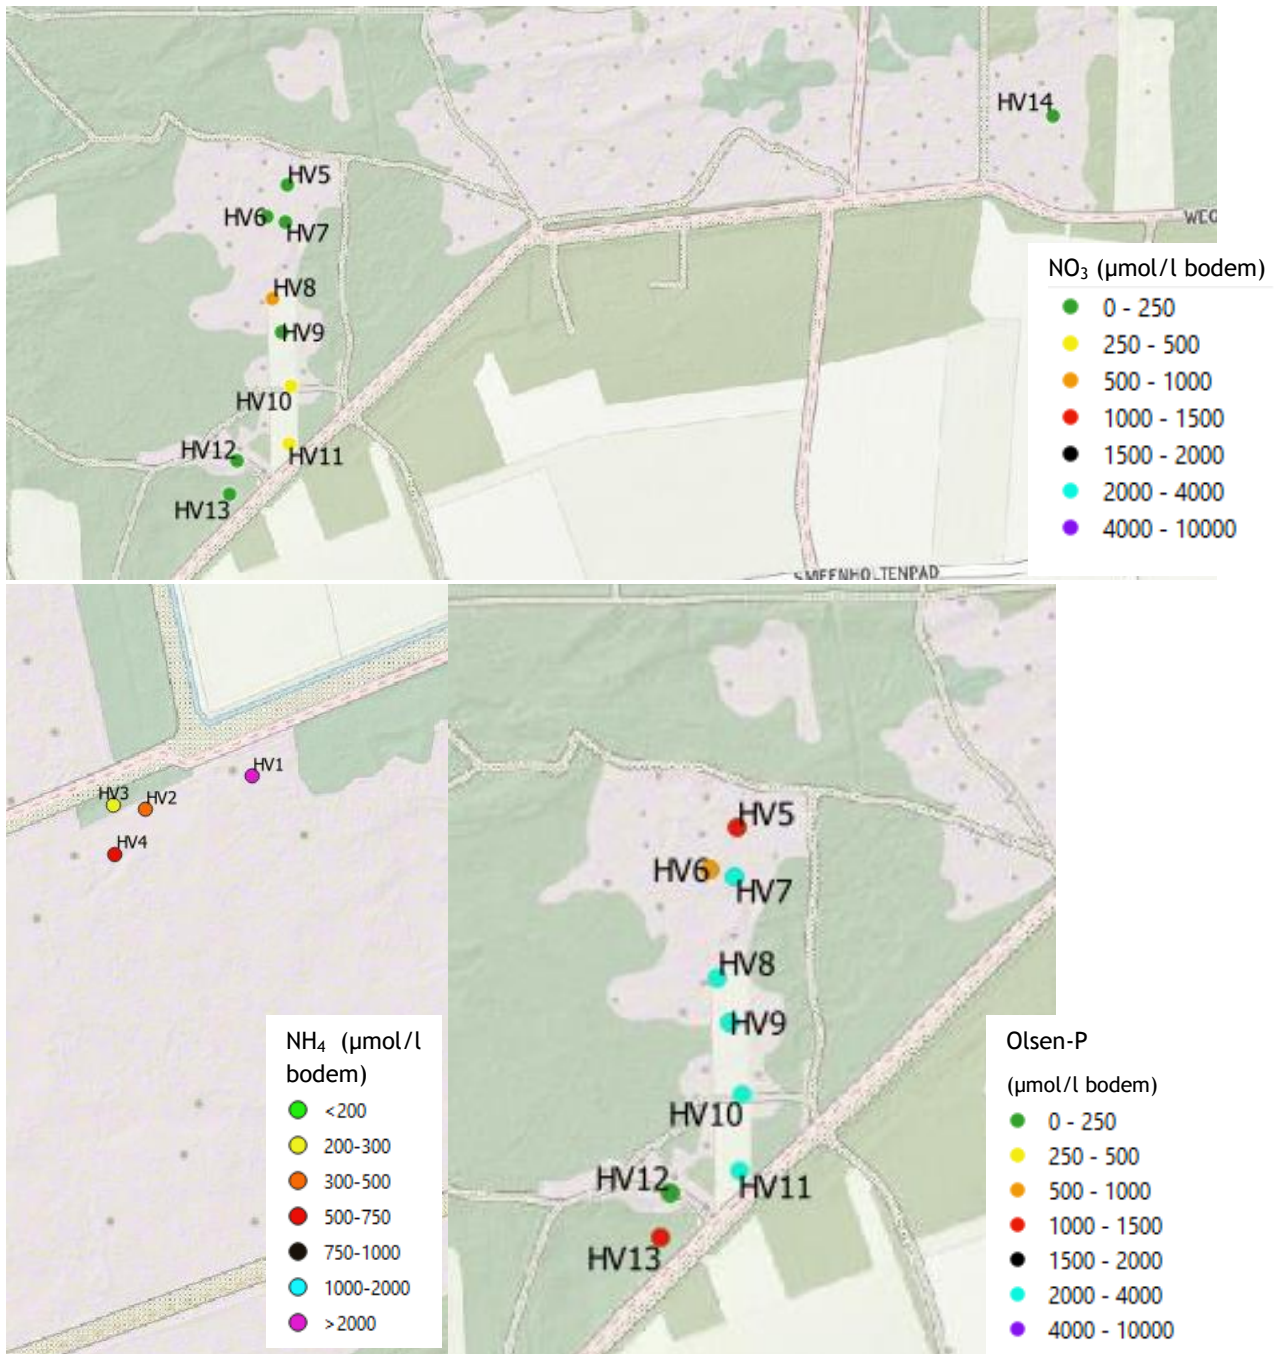 HV14
HV5
HV6
HV7
WEG
HV8
HV9
HV10
HV12
HV11
HV13
SMEENHOLTENPAD
NO₃ (µmol/l bodem)
0 - 250
250 - 500
500 - 1000
1000 - 1500
1500 - 2000
2000 - 4000
4000 - 10000
HV1
HV3
HV2
HV4
NH₄ (µmol/l
bodem)
<200
200-300
300-500
500-750
750-1000
1000-2000
>2000
HV5
HV6
HV7
HV8
HV9
HV10
HV12
HV11
HV13
Olsen-P
(µmol/l bodem)
0 - 250
250 - 500
500 - 1000
1000 - 1500
1500 - 2000
2000 - 4000
4000 - 10000